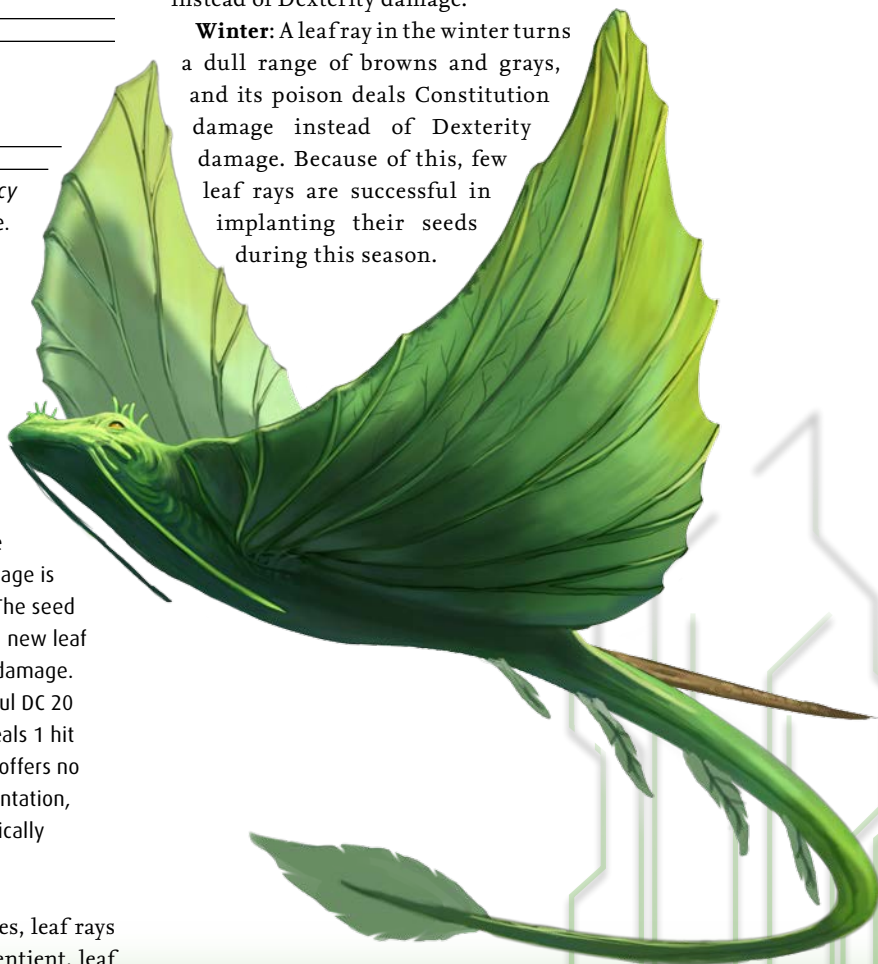 instead of Dexterity damage.
Winter: A leaf ray in the winter turns
a dull range of browns and grays,
and its poison deals Constitution
damage instead of Dexterity
damage. Because of this, few
leaf rays are successful in
implanting their seeds
during this season.
age is
The seed
new leaf
damage.
ul DC 20
eals 1 hit
offers no
ntation,
ically
es, leaf rays
entient, leaf